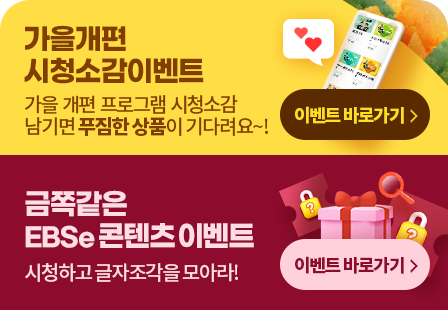 가을개편
시청소감이벤트
가을 개편 프로그램 시청소감
남기면 푸짐한 상품이 기다려요~!
이벤트 바로가기 >
금쪽같은
EBSe 콘텐츠 이벤트
시청하고 글자조각을 모아라!
이벤트 바로가기 >